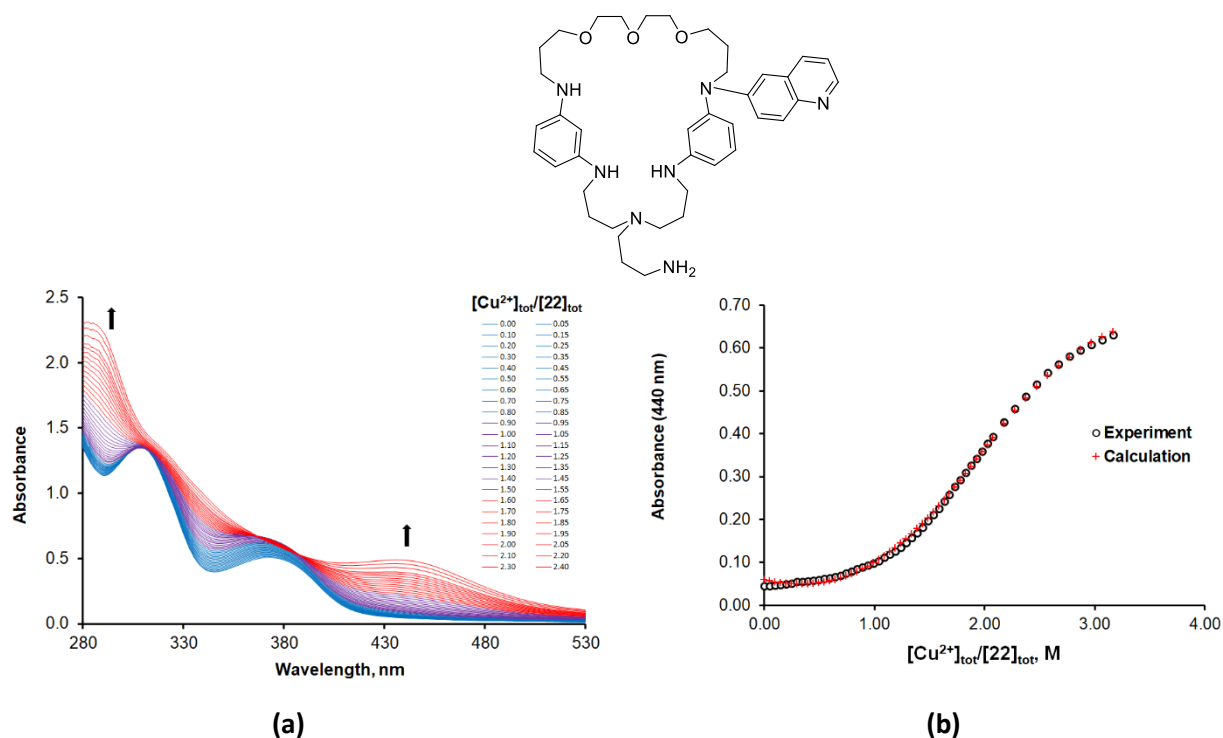 O O O
NH N N
NH HN
N
NH2
2.5
2.0
1.5
1.0
0.5
0.0
Absorbance
280 330 380 430 480 530
Wavelength, nm
[Cu²⁺]tot/[22]tot
0.00 0.05
0.10 0.15
0.20 0.25
0.30 0.35
0.40 0.45
0.50 0.55
0.60 0.65
0.70 0.75
0.80 0.85
0.90 0.95
1.00 1.05
1.10 1.15
1.20 1.25
1.30 1.35
1.40 1.45
1.50 1.55
1.60 1.65
1.70 1.75
1.80 1.85
1.90 1.95
2.00 2.05
2.10 2.20
2.30 2.40
(a)
0.70
0.60
0.50
0.40
0.30
0.20
0.10
0.00
Absorbance (440 nm)
Experiment
Calculation
0.00 1.00 2.00 3.00 4.00
[Cu²⁺]tot/[22]tot, M
(b)